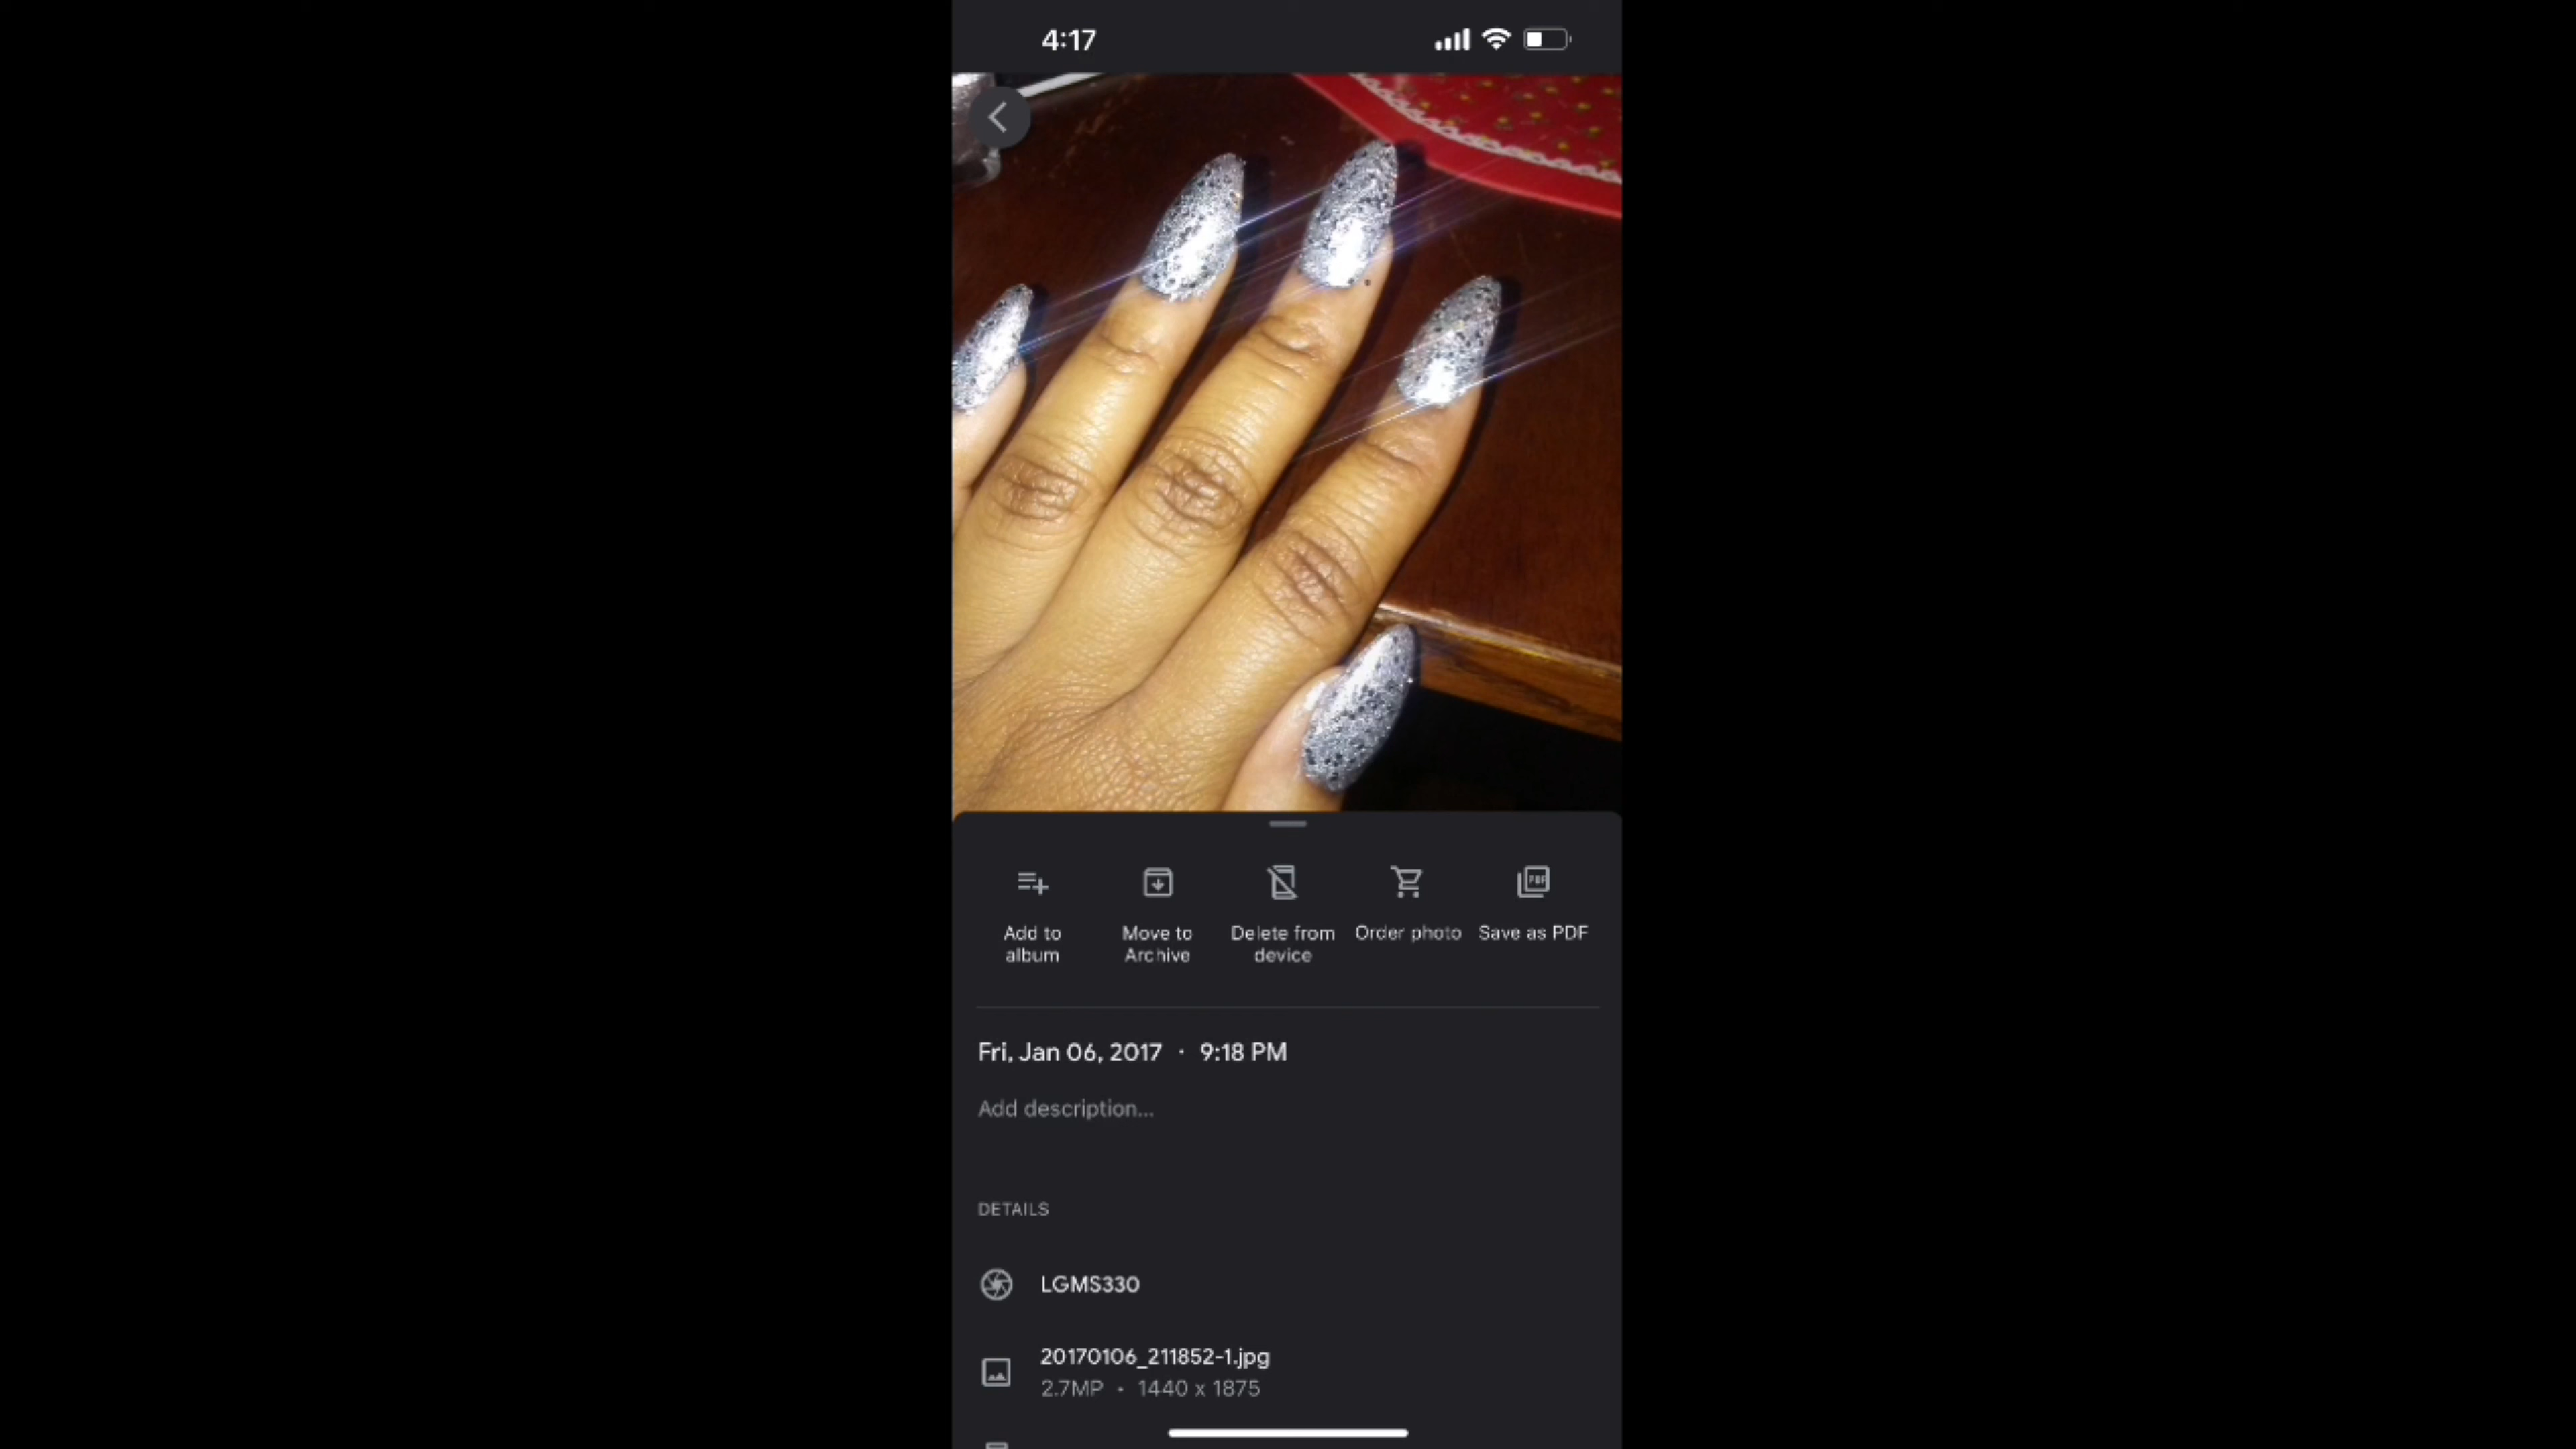 4:17
Add to
album
Move to
Archive
Delete from
device
Order photo
PDF
Save as PDF
Fri, Jan 06, 2017 · 9:18 PM
Add description...
DETAILS
LGMS330
20170106_211852-1.jpg
2.7MP · 1440 x 1875